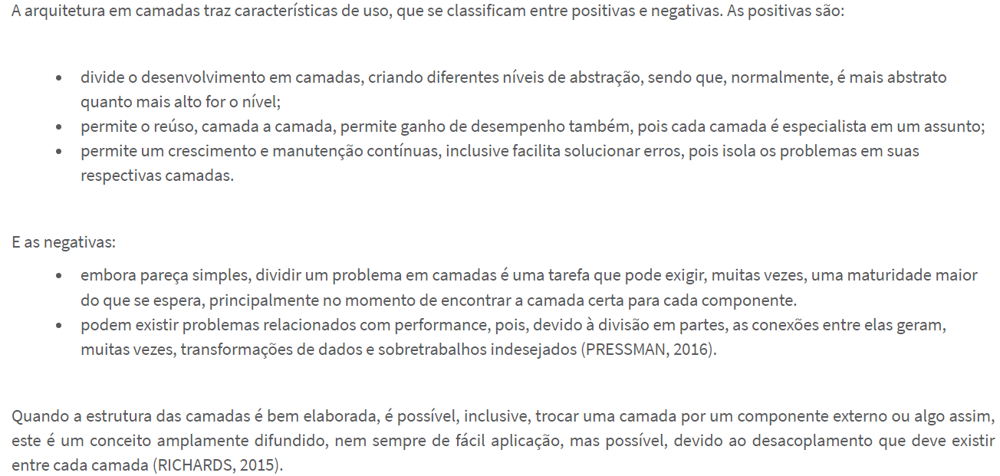 A arquitetura em camadas traz características de uso, que se classificam entre positivas e negativas. As positivas são:
• divide o desenvolvimento em camadas, criando diferentes níveis de abstração, sendo que, normalmente, é mais abstrato
quanto mais alto for o nível;
• permite o reúso, camada a camada, permite ganho de desempenho também, pois cada camada é especialista em um assunto;
• permite um crescimento e manutenção contínuas, inclusive facilita solucionar erros, pois isola os problemas em suas
respectivas camadas.
E as negativas:
• embora pareça simples, dividir um problema em camadas é uma tarefa que pode exigir, muitas vezes, uma maturidade maior
do que se espera, principalmente no momento de encontrar a camada certa para cada componente.
• podem existir problemas relacionados com performance, pois, devido à divisão em partes, as conexões entre elas geram,
muitas vezes, transformações de dados e sobretrabalhos indesejados (PRESSMAN, 2016).
Quando a estrutura das camadas é bem elaborada, é possível, inclusive, trocar uma camada por um componente externo ou algo assim,
este é um conceito amplamente difundido, nem sempre de fácil aplicação, mas possível, devido ao desacoplamento que deve existir
entre cada camada (RICHARDS, 2015).